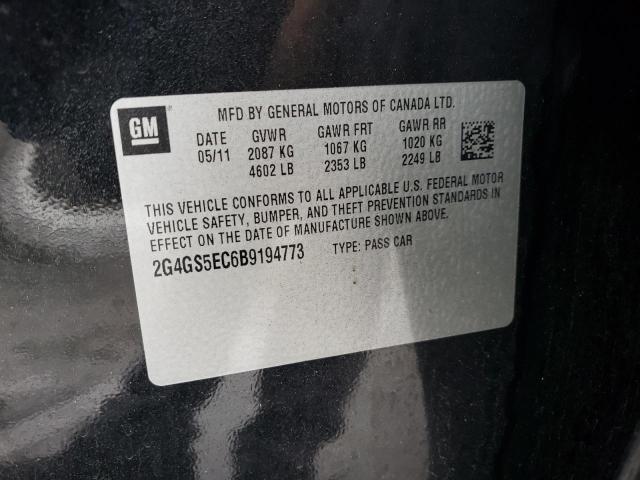 GM
MFD BY GENERAL MOTORS OF CANADA LTD.
DATE GVWR GAWR FRT GAWR RR
05/11 2087 KG 1067 KG 1020 KG
4602 LB 2353 LB 2249 LB
THIS VEHICLE CONFORMS TO ALL APPLICABLE U.S. FEDERAL MOTOR
VEHICLE SAFETY, BUMPER, AND THEFT PREVENTION STANDARDS IN
EFFECT ON THE DATE OF MANUFACTURE SHOWN ABOVE.
2G4GS5EC6B9194773 TYPE: PASS CAR